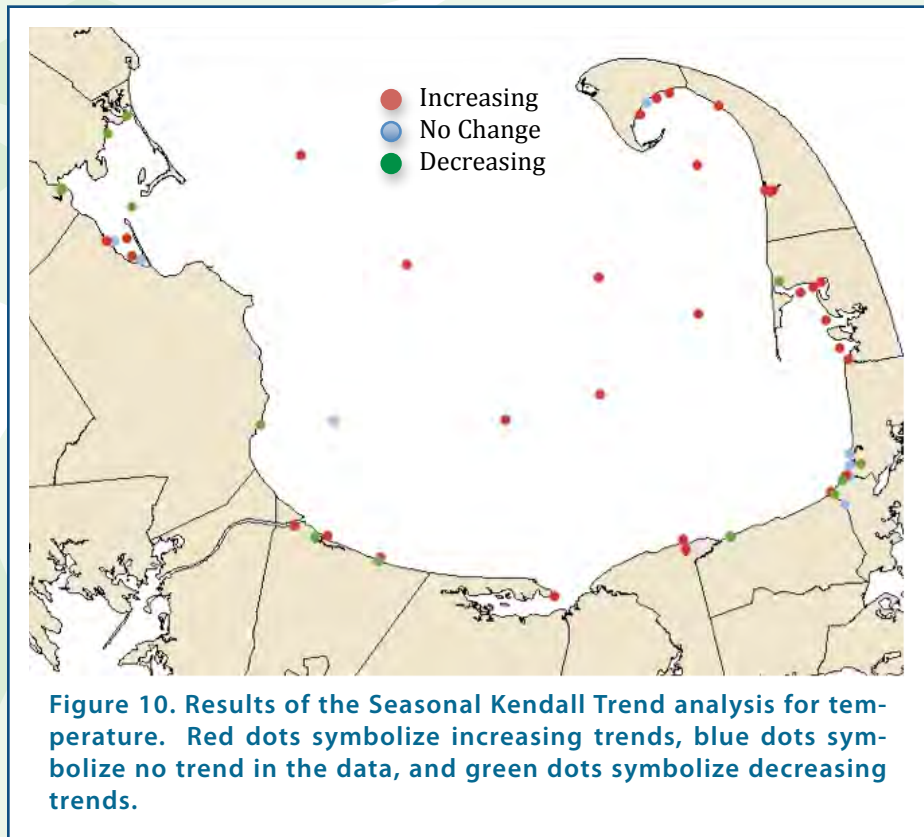 Increasing
No Change
Decreasing
Figure 10. Results of the Seasonal Kendall Trend analysis for tem-
perature. Red dots symbolize increasing trends, blue dots sym-
bolize no trend in the data, and green dots symbolize decreasing
trends.